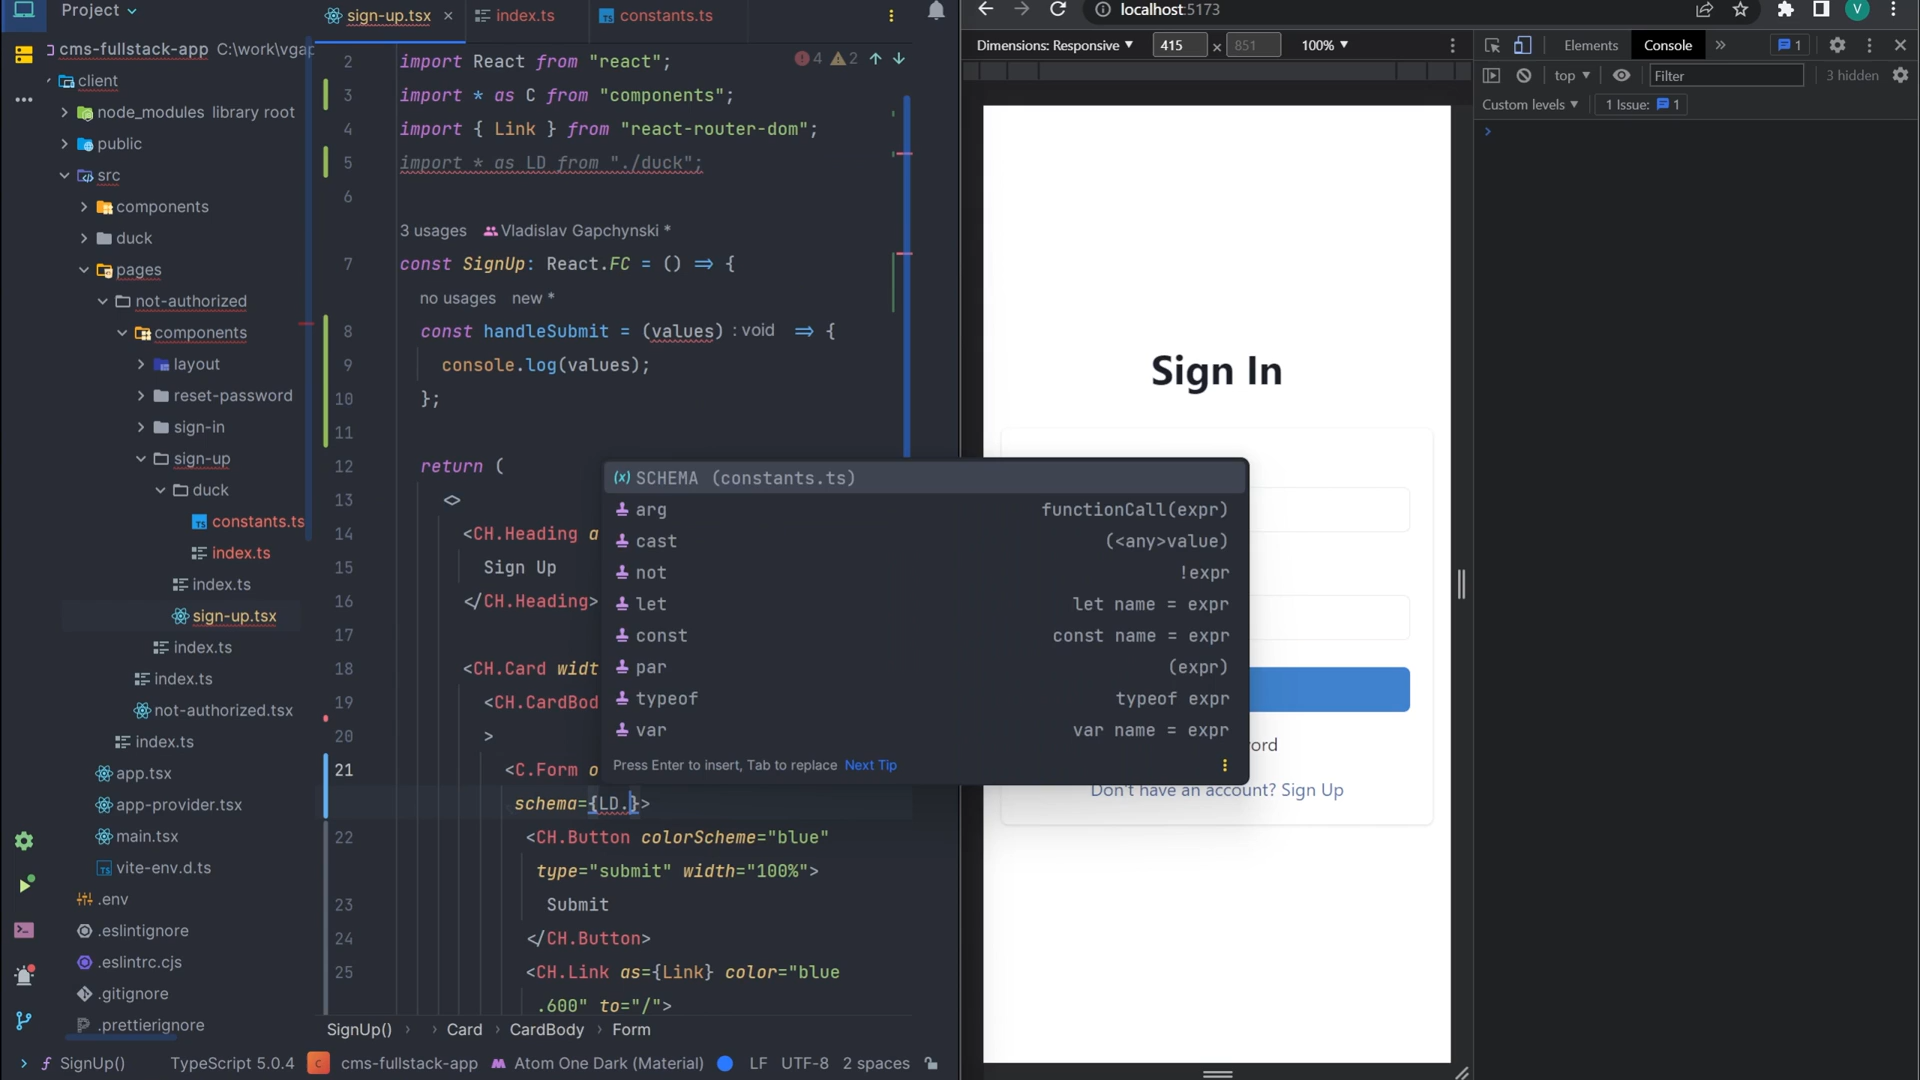 Project
cms-fullstack-app C:\work\vgap
client
node_modules library root
public
src
components
duck
pages
not-authorized
components
layout
reset-password
sign-in
sign-up
duck
constants.ts
index.ts
index.ts
sign-up.tsx
index.ts
index.ts
not-authorized.tsx
index.ts
app.tsx
app-provider.tsx
main.tsx
vite-env.d.ts
.env
.eslintignore
.eslintrc.cjs
.gitignore
.prettierignore
sign-up.tsx
index.ts
constants.ts
4 2
2 import React from "react";
3 import * as C from "components";
4 import { Link } from "react-router-dom";
5 import * as LD from "./duck";
6
3 usages Vladislav Gapchynski *
7 const SignUp: React.FC = () => {
no usages new *
8 const handleSubmit = (values) : void => {
9 console.log(values);
10 };
11
12 return (
13 <>
14 <CH.Heading a
15 Sign Up
16 </CH.Heading>
17
18 <CH.Card widt
19 <CH.CardBod
20 >
21 <C.Form o
schema={LD.}>
22 <CH.Button colorScheme="blue"
type="submit" width="100%">
23 Submit
24 </CH.Button>
25 <CH.Link as={Link} color="blue
.600" to="/">
SCHEMA (constants.ts)
arg functionCall(expr)
cast (<any>value)
not !expr
let let name = expr
const const name = expr
par (expr)
typeof typeof expr
var var name = expr
Press Enter to insert, Tab to replace Next Tip
SignUp() Card CardBody Form
SignUp() TypeScript 5.0.4 cms-fullstack-app Atom One Dark (Material) LF UTF-8 2 spaces
localhost:5173
V
Dimensions: Responsive 415 × 851 100%
Sign In
ord
Don't have an account? Sign Up
Elements Console 1
top Filter 3 hidden
Custom levels 1 Issue: 1